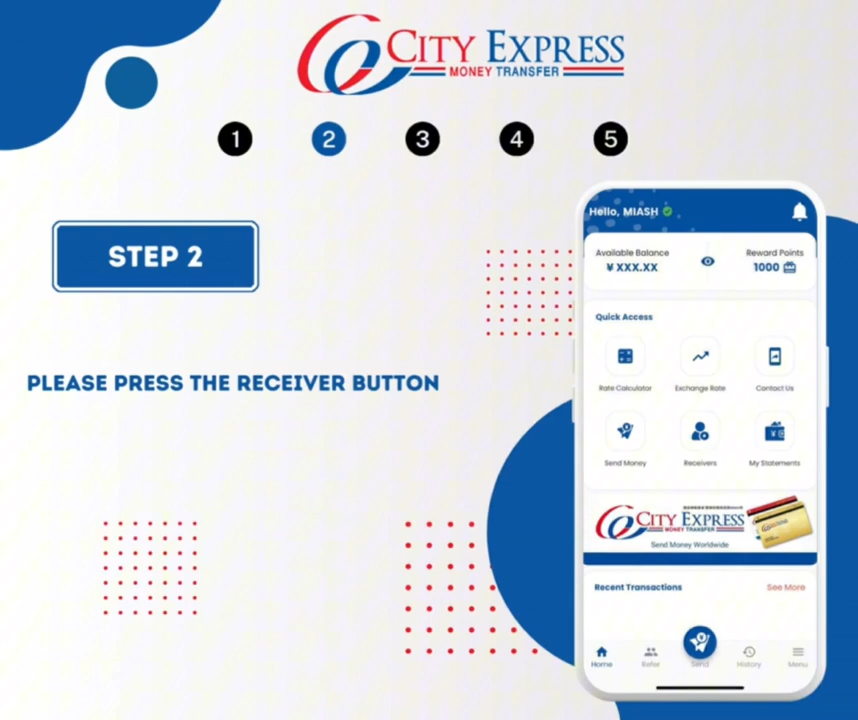 CITY EXPRESS
MONEY TRANSFER
1 2 3 4 5
STEP 2
PLEASE PRESS THE RECEIVER BUTTON
Hello, MIASH
Available Balance Reward Points
¥ XXX.XX 1000
Quick Access
Rate Calculator Exchange Rate Contact Us
Send Money Receivers My Statements
CITY EXPRESS
MONEY TRANSFER
Send Money Worldwide
Recent Transactions See More
Home Refer Send History Menu